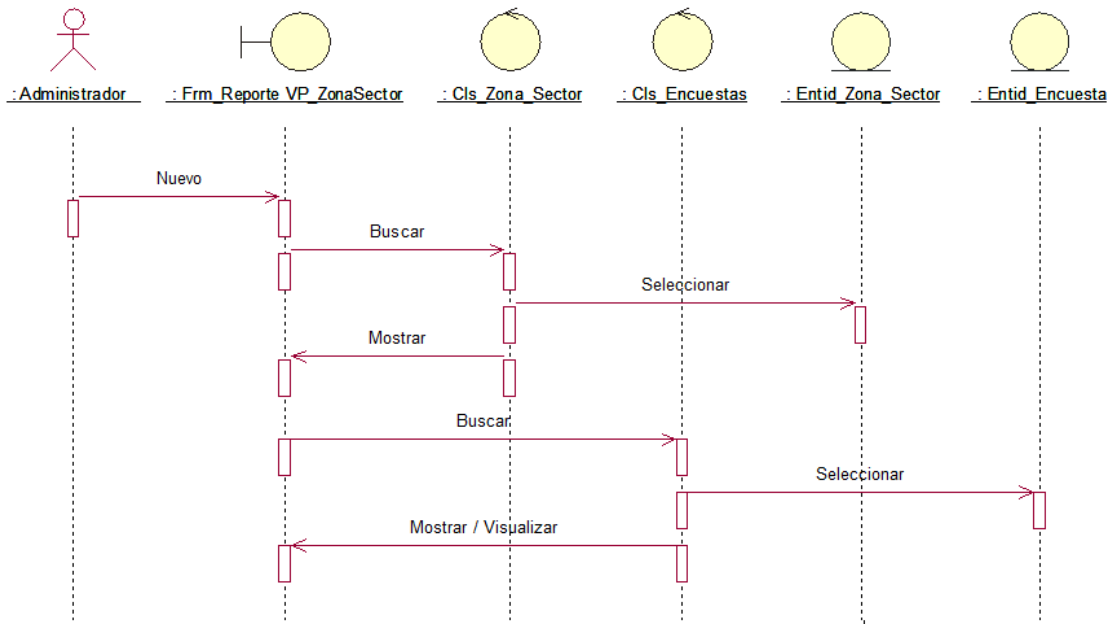 : Administrador
: Frm_Reporte VP_ZonaSector
: Cls_Zona_Sector
: Cls_Encuestas
: Entid_Zona_Sector
: Entid_Encuesta
Nuevo
Buscar
Seleccionar
Mostrar
Buscar
Seleccionar
Mostrar / Visualizar